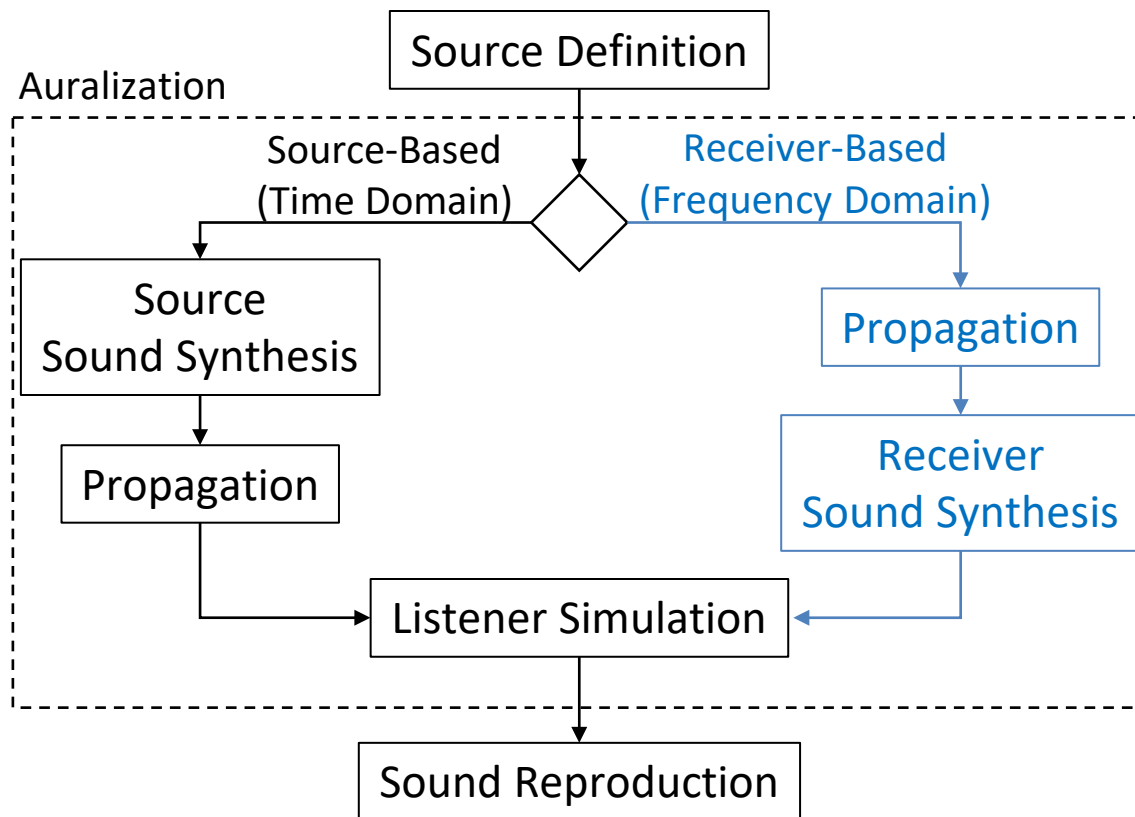 Source Definition
Auralization
Source-Based
(Time Domain)
Receiver-Based
(Frequency Domain)
Source
Sound Synthesis
Propagation
Propagation
Receiver
Sound Synthesis
Listener Simulation
Sound Reproduction